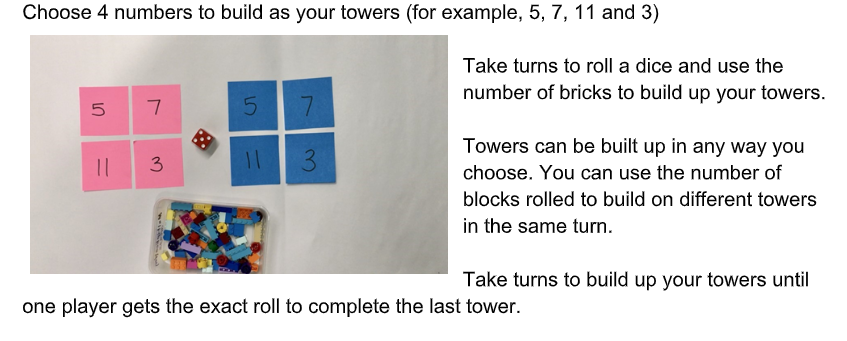 Choose 4 numbers to build as your towers (for example, 5, 7, 11 and 3)
5 7
11 3
5 7
11 3
Take turns to roll a dice and use the
number of bricks to build up your towers.
Towers can be built up in any way you
choose. You can use the number of
blocks rolled to build on different towers
in the same turn.
Take turns to build up your towers until
one player gets the exact roll to complete the last tower.